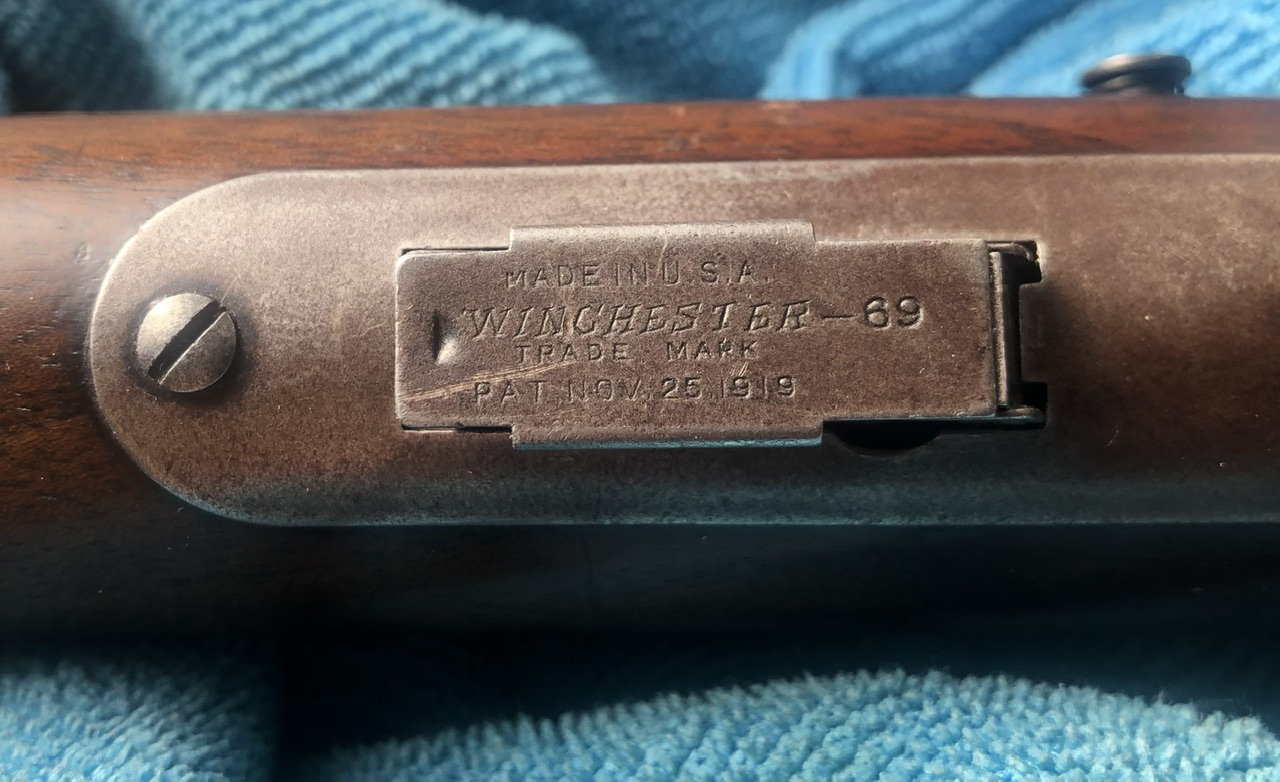 MADE IN U.S.A.
WINCHESTER-69
TRADE MARK
PAT. NOV. 25, 1919